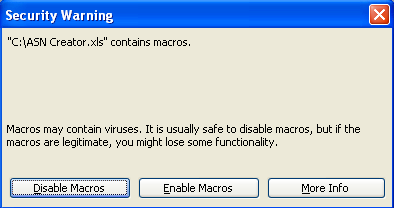 Security Warning
"C:\ASN Creator.xls" contains macros.
Macros may contain viruses. It is usually safe to disable macros, but if the
macros are legitimate, you might lose some functionality.
Disable Macros Enable Macros More Info